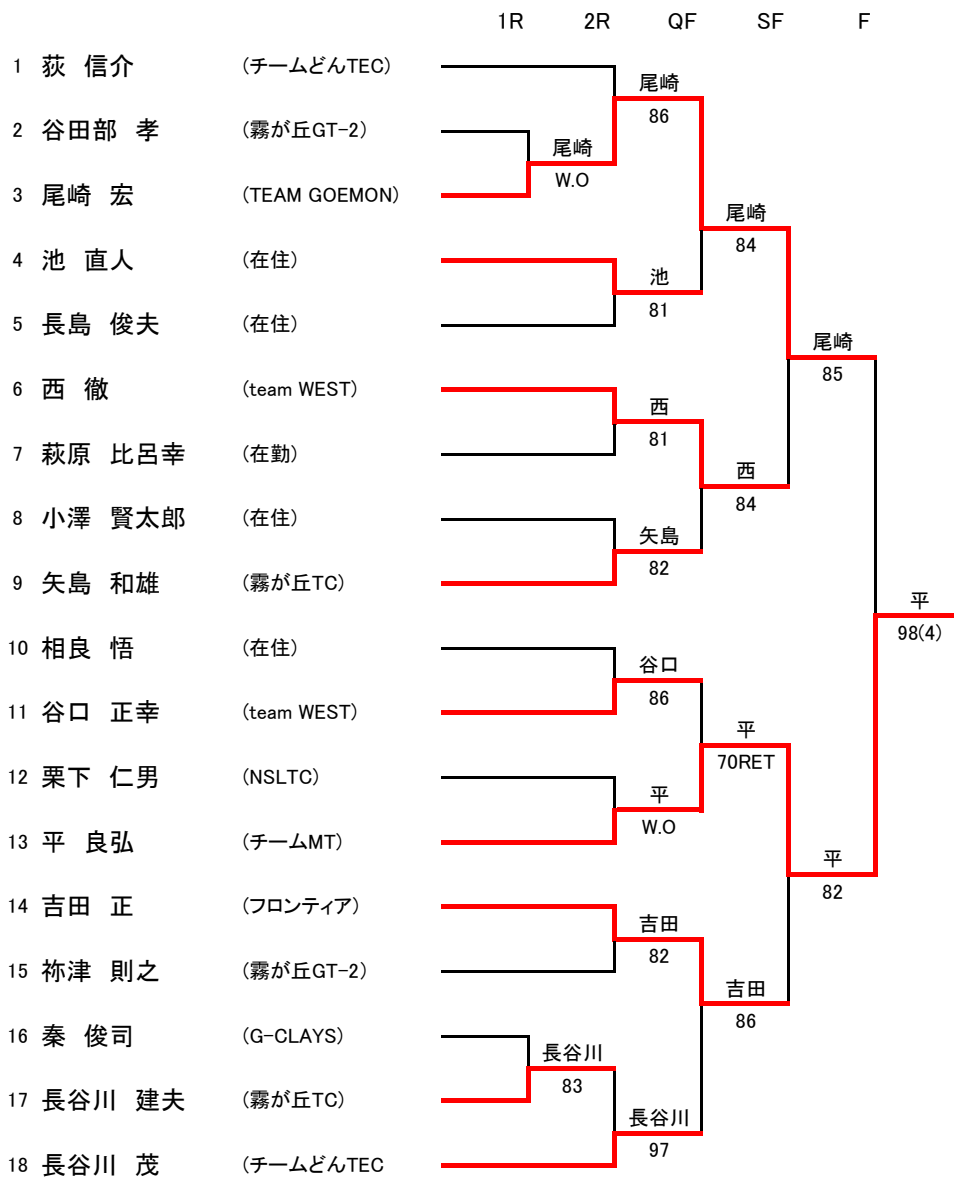 1R 2R QF SF F
1 荻 信介 (チームどんTEC)
尾崎
86
2 谷田部 孝 (霧が丘GT-2)
尾崎
W.O
3 尾崎 宏 (TEAM GOEMON)
尾崎
84
4 池 直人 (在住)
池
81
5 長島 俊夫 (在住)
尾崎
85
6 西 徹 (team WEST)
西
81
7 萩原 比呂幸 (在勤)
西
84
8 小澤 賢太郎 (在住)
矢島
82
9 矢島 和雄 (霧が丘TC)
平
98(4)
10 相良 悟 (在住)
谷口
86
11 谷口 正幸 (team WEST)
平
70RET
12 栗下 仁男 (NSLTC)
平
W.O
13 平 良弘 (チームMT)
平
82
14 吉田 正 (フロンティア)
吉田
82
15 祢津 則之 (霧が丘GT-2)
吉田
86
16 秦 俊司 (G-CLAYS)
長谷川
83
17 長谷川 建夫 (霧が丘TC)
長谷川
97
18 長谷川 茂 (チームどんTEC